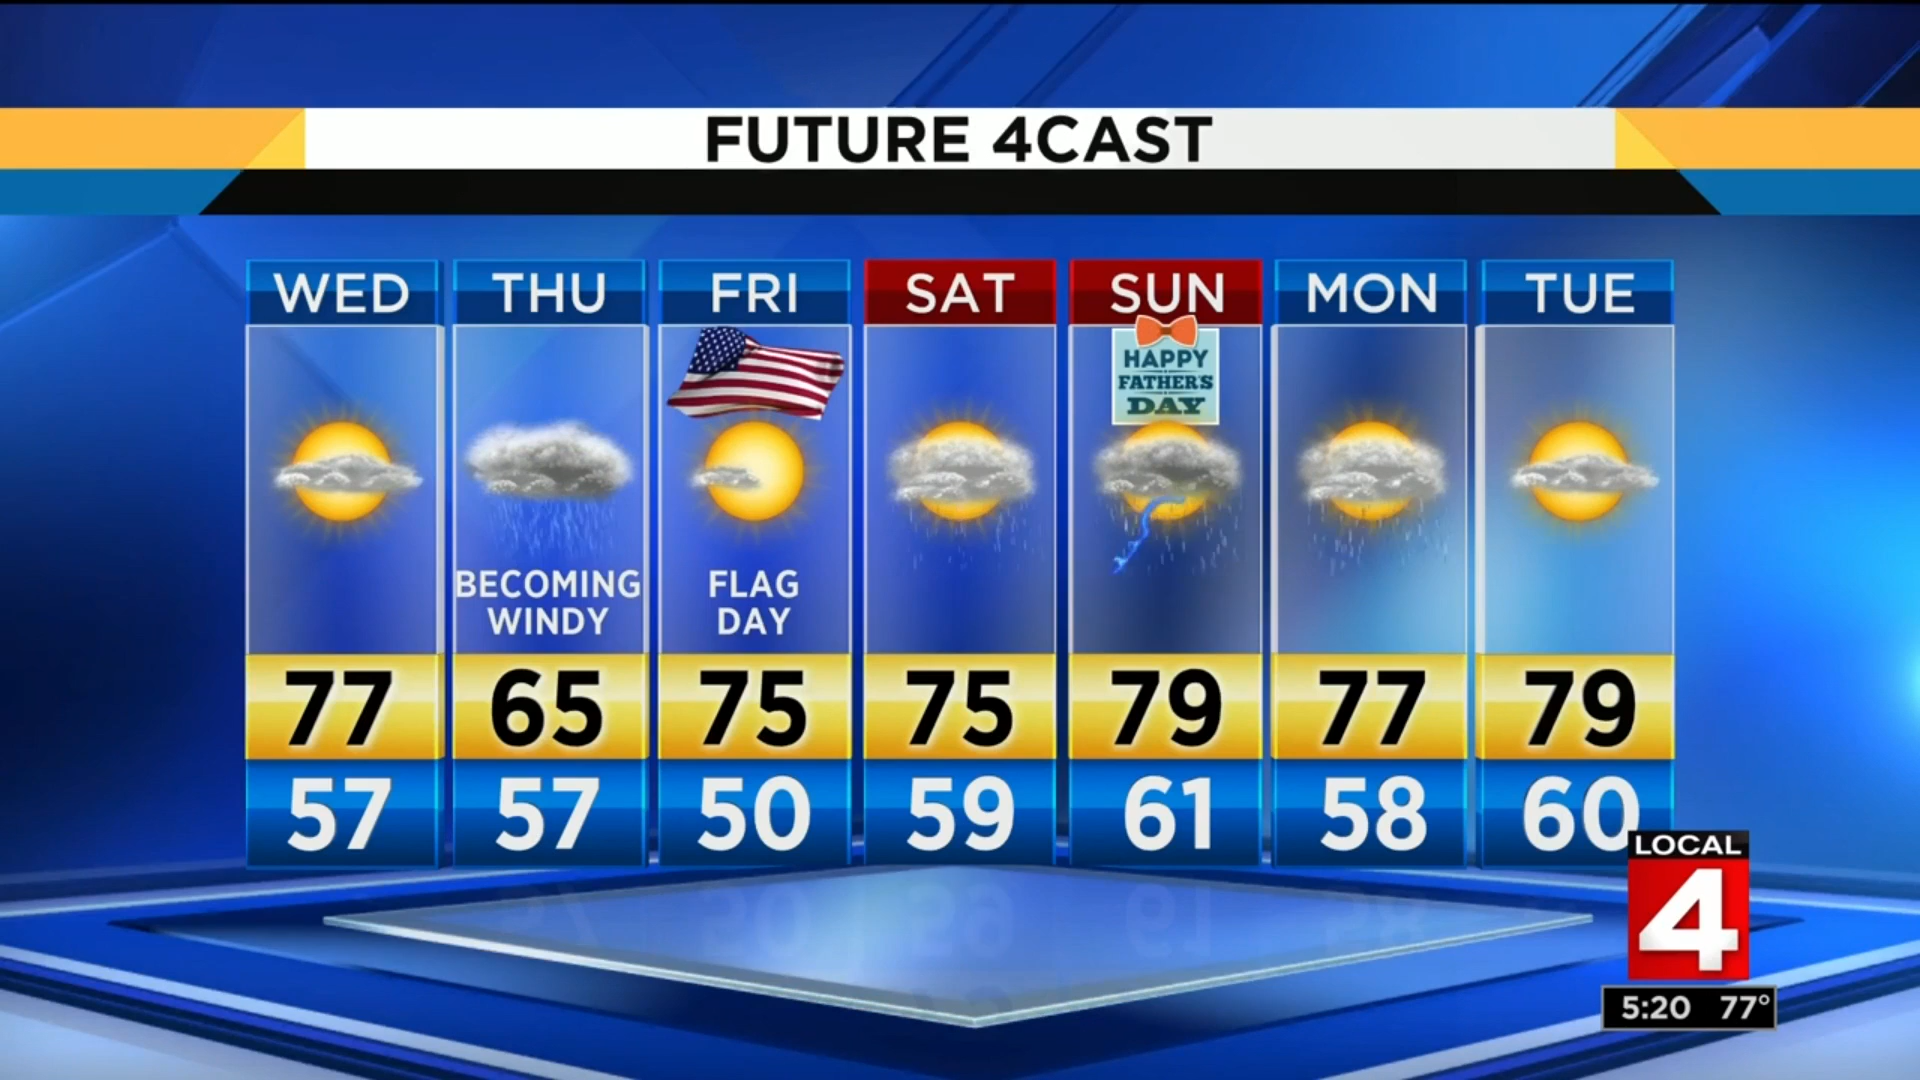 FUTURE 4CAST
WED THU FRI SAT SUN MON TUE
HAPPY
FATHER'S
DAY
BECOMING
WINDY
FLAG
DAY
77 65 75 75 79 77 79
57 57 50 59 61 58 60
LOCAL
4
5:20 77°